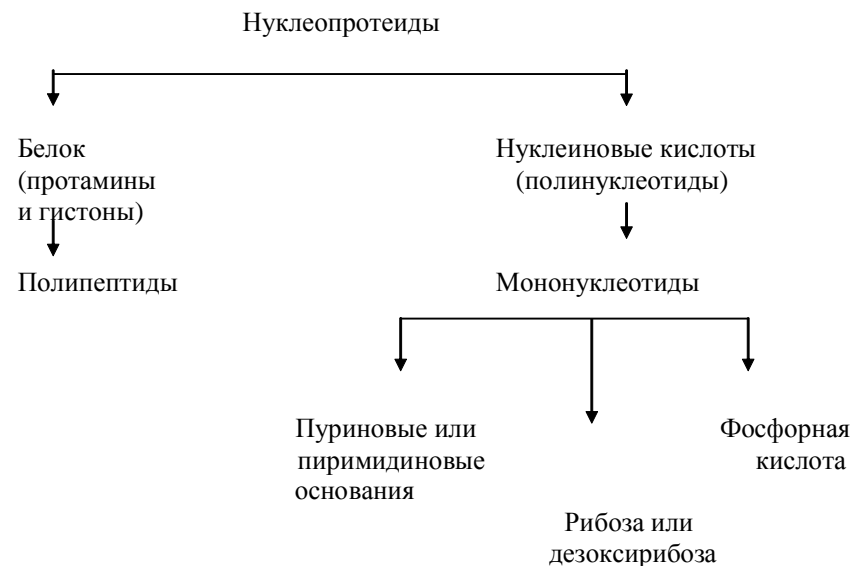 Нуклеопротеиды
Белок
(протамины
и гистоны)
Нуклеиновые кислоты
(полинуклеотиды)
Полипептиды
Мононуклеотиды
Пуриновые или
пиримидиновые
основания
Фосфорная
кислота
Рибоза или
дезоксирибоза